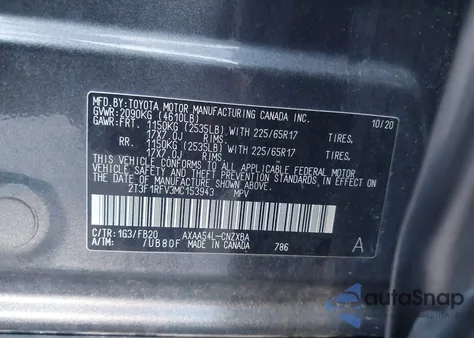 MFD.BY:TOYOTA MOTOR MANUFACTURING CANADA INC.
GVWR:2090KG (4610LB) 10/20
GAWR:FRT. 1150KG (2535LB) WITH 225/65R17 TIRES,
17X7.0J RIMS,
RR. 1150KG (2535LB) WITH 225/65R17 TIRES,
17X7.0J RIMS,
THIS VEHICLE CONFORMS TO ALL APPLICABLE FEDERAL MOTOR
VEHICLE SAFETY AND THEFT PREVENTION STANDARDS IN
EFFECT ON THE DATE OF MANUFACTURE SHOWN ABOVE.
2T3F1RFV3MC153943 MPV
C/TR:1G3/FB20 AXAA54L-CNZXBA A
A/TM: /UB80F MADE IN CANADA 786
autoSnap